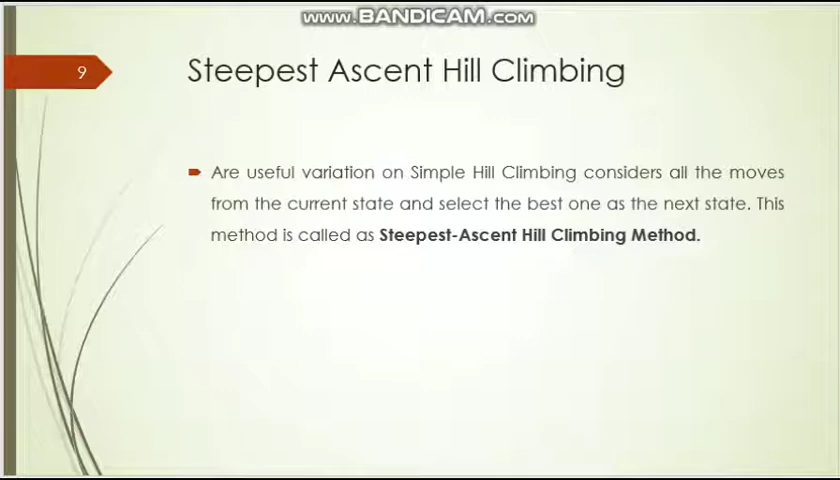 www.BANDICAM.com
9
Steepest Ascent Hill Climbing
Are useful variation on Simple Hill Climbing considers all the moves
from the current state and select the best one as the next state. This
method is called as Steepest-Ascent Hill Climbing Method.